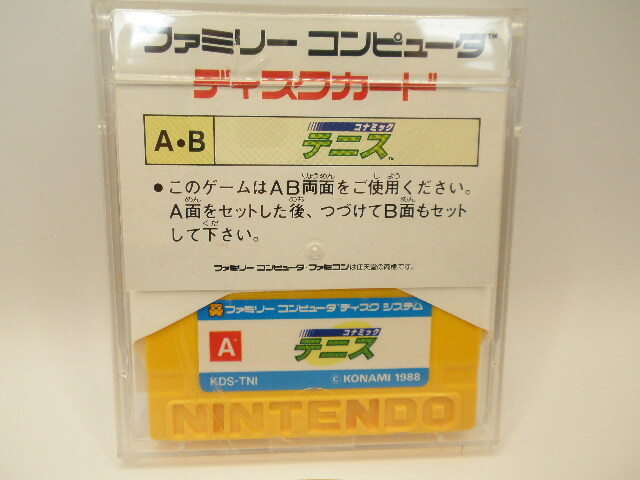 ファミリー コンピュータ™
ディスクカード
A・B
コナミック
テニス™
●このゲームはAB両面をご使用ください。
A面をセットした後、つづけてB面もセット
して下さい。
ファミリー コンピュータ・ファミコンは任天堂の商標です。
ファミリー コンピュータ ディスク システム
A
コナミック
テニス
KDS-TNI
© KONAMI 1988
NINTENDO